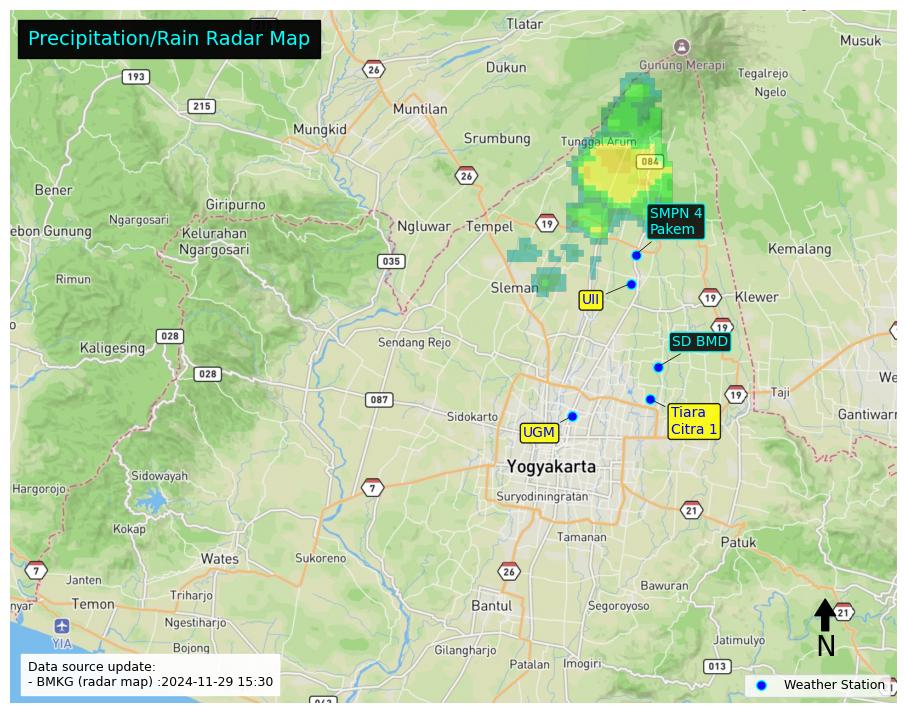 Precipitation/Rain Radar Map
Tlatar
Musuk
193
26
Dukun
Gunung Merapi
Tegalrejo
Ngelo
215
Muntilan
Mungkid
Srumbung
Tunggal Arum
084
26
Bener
Giripurno
Ngargosari
ebon Gunung
Kelurahan
Ngargosari
Ngluwar
Tempel
19
SMPN 4
Pakem
Kemalang
035
Rimun
Sleman
UII
19
Klewer
19
028
Kaligesing
Sendang Rejo
SD BMD
028
We
087
19
Taji
Sidokarto
Tiara
Citra 1
Gantiwarn
UGM
Yogyakarta
Sidowayah
Hargorojo
7
Suryodiningratan
21
Kokap
Tamanan
Patuk
Wates
Sukoreno
7
26
Janten
Bawuran
Triharjo
nyar
Temon
Bantul
Segoroyoso
21
Ngestiharjo
YIA
N
Jatimulyo
Bojong
Gilangharjo
Patalan
Imogiri
013
Data source update:
- BMKG (radar map) :2024-11-29 15:30
Weather Station